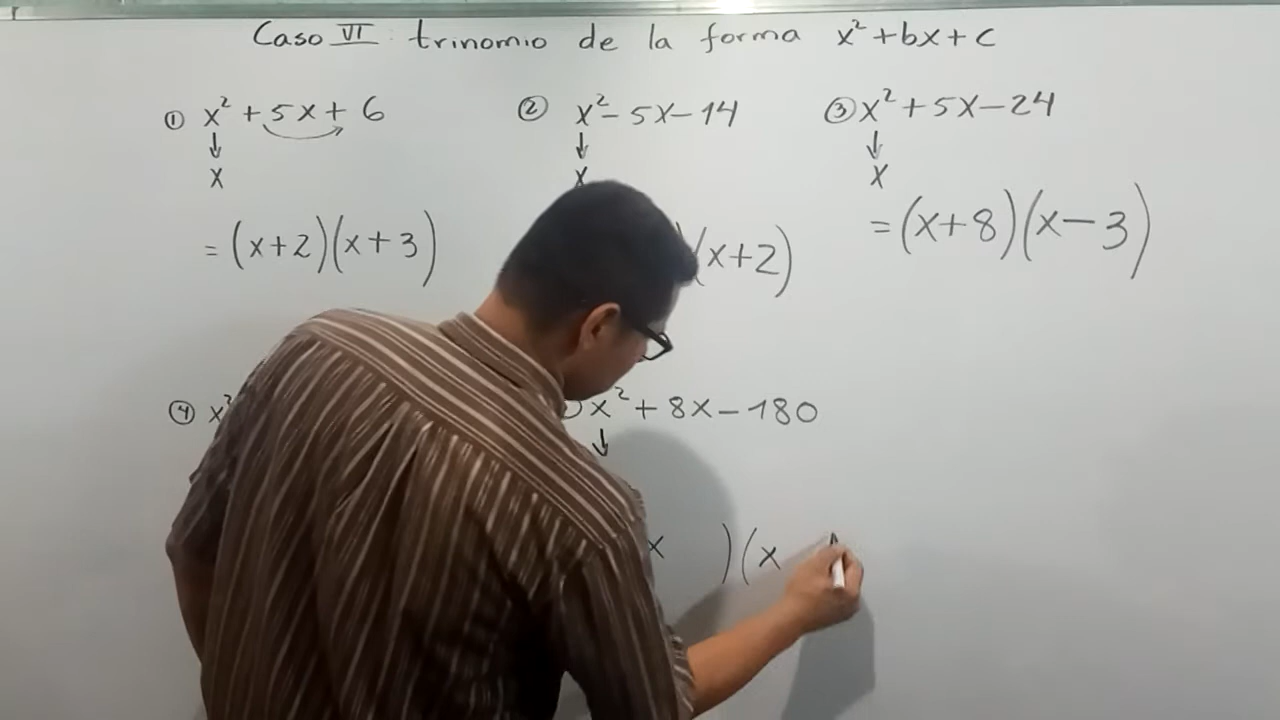 Caso VI: trinomio de la forma x² + bx + c
① x² + 5x + 6
↓
x
= (x+2)(x+3)
② x² - 5x - 14
↓
x
)(x+2)
③ x² + 5x - 24
↓
x
= (x+8)(x-3)
④ x²
x² + 8x - 180
↓
x )(x